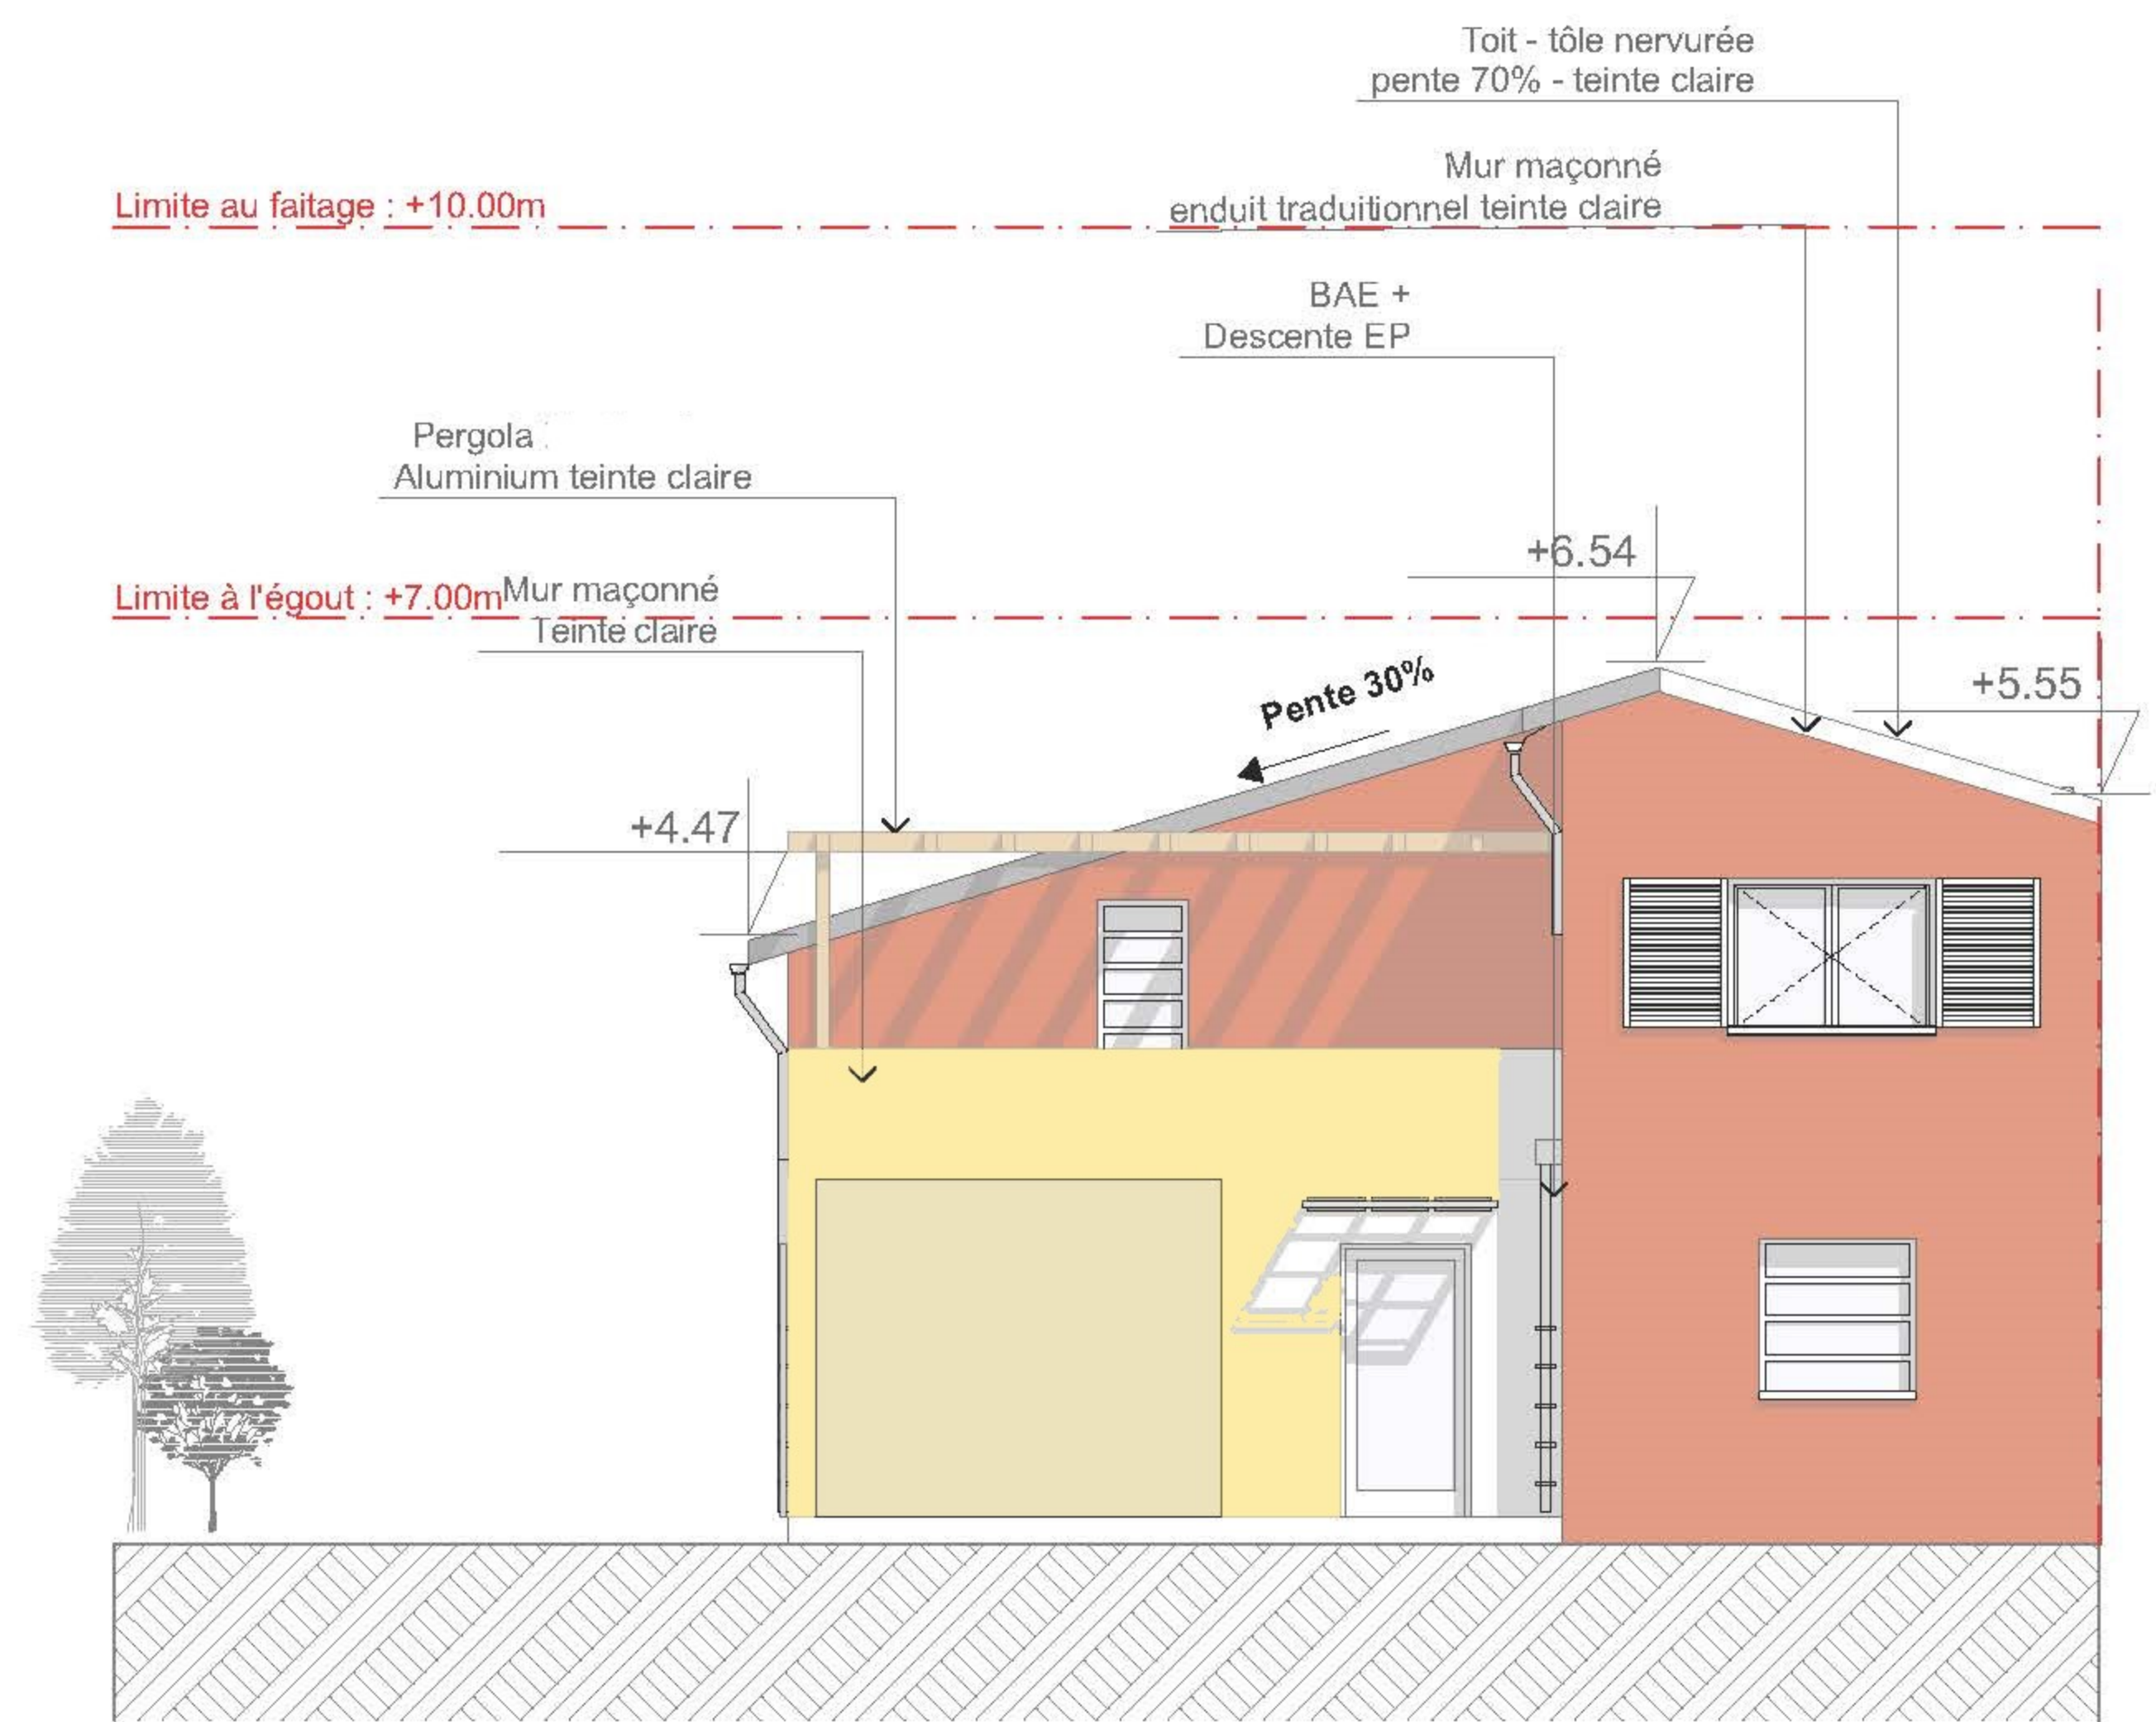 Toit - tôle nervurée
pente 70% - teinte claire
Mur maçonné
enduit traduitionnel teinte claire
Limite au faitage : +10.00m
BAE +
Descente EP
Pergola
Aluminium teinte claire
+6.54
Limite à l'égout : +7.00m
Mur maçonné
Teinte claire
Pente 30%
+5.55
+4.47